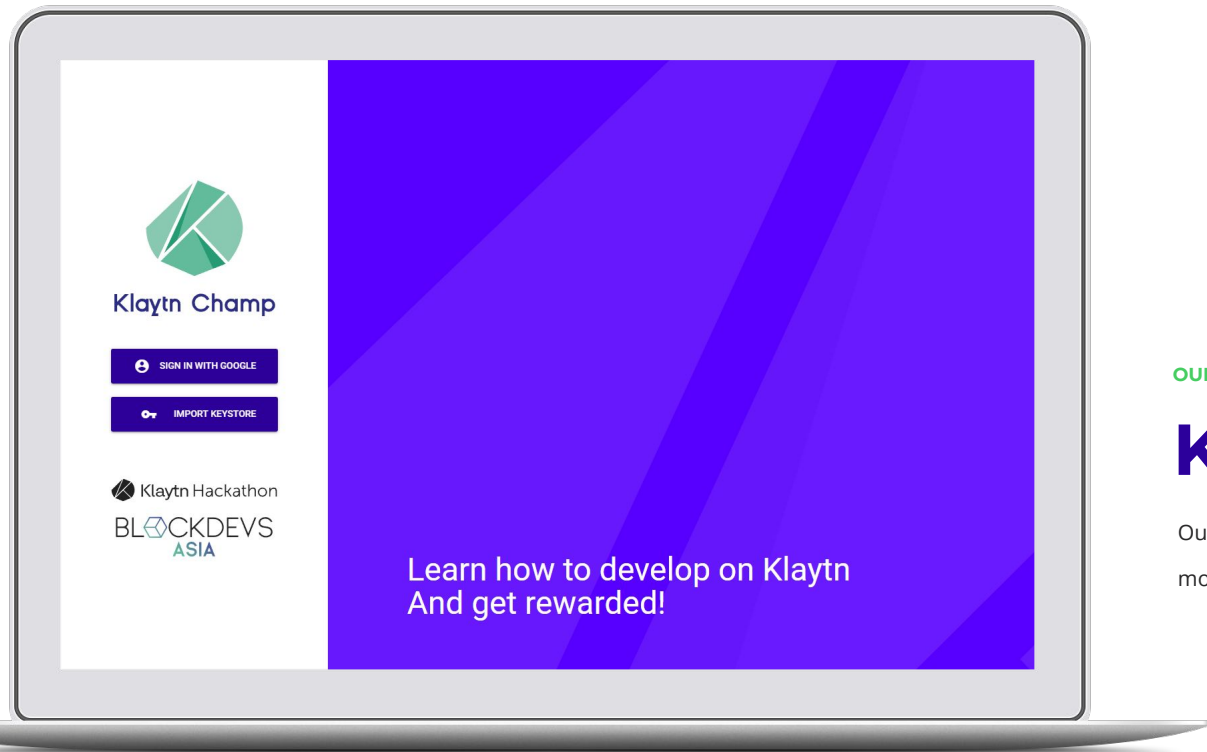 Klaytn Champ
SIGN IN WITH GOOGLE
IMPORT KEYSTORE
Klaytn Hackathon
BLOCKDEVS
ASIA
Learn how to develop on Klaytn
And get rewarded!